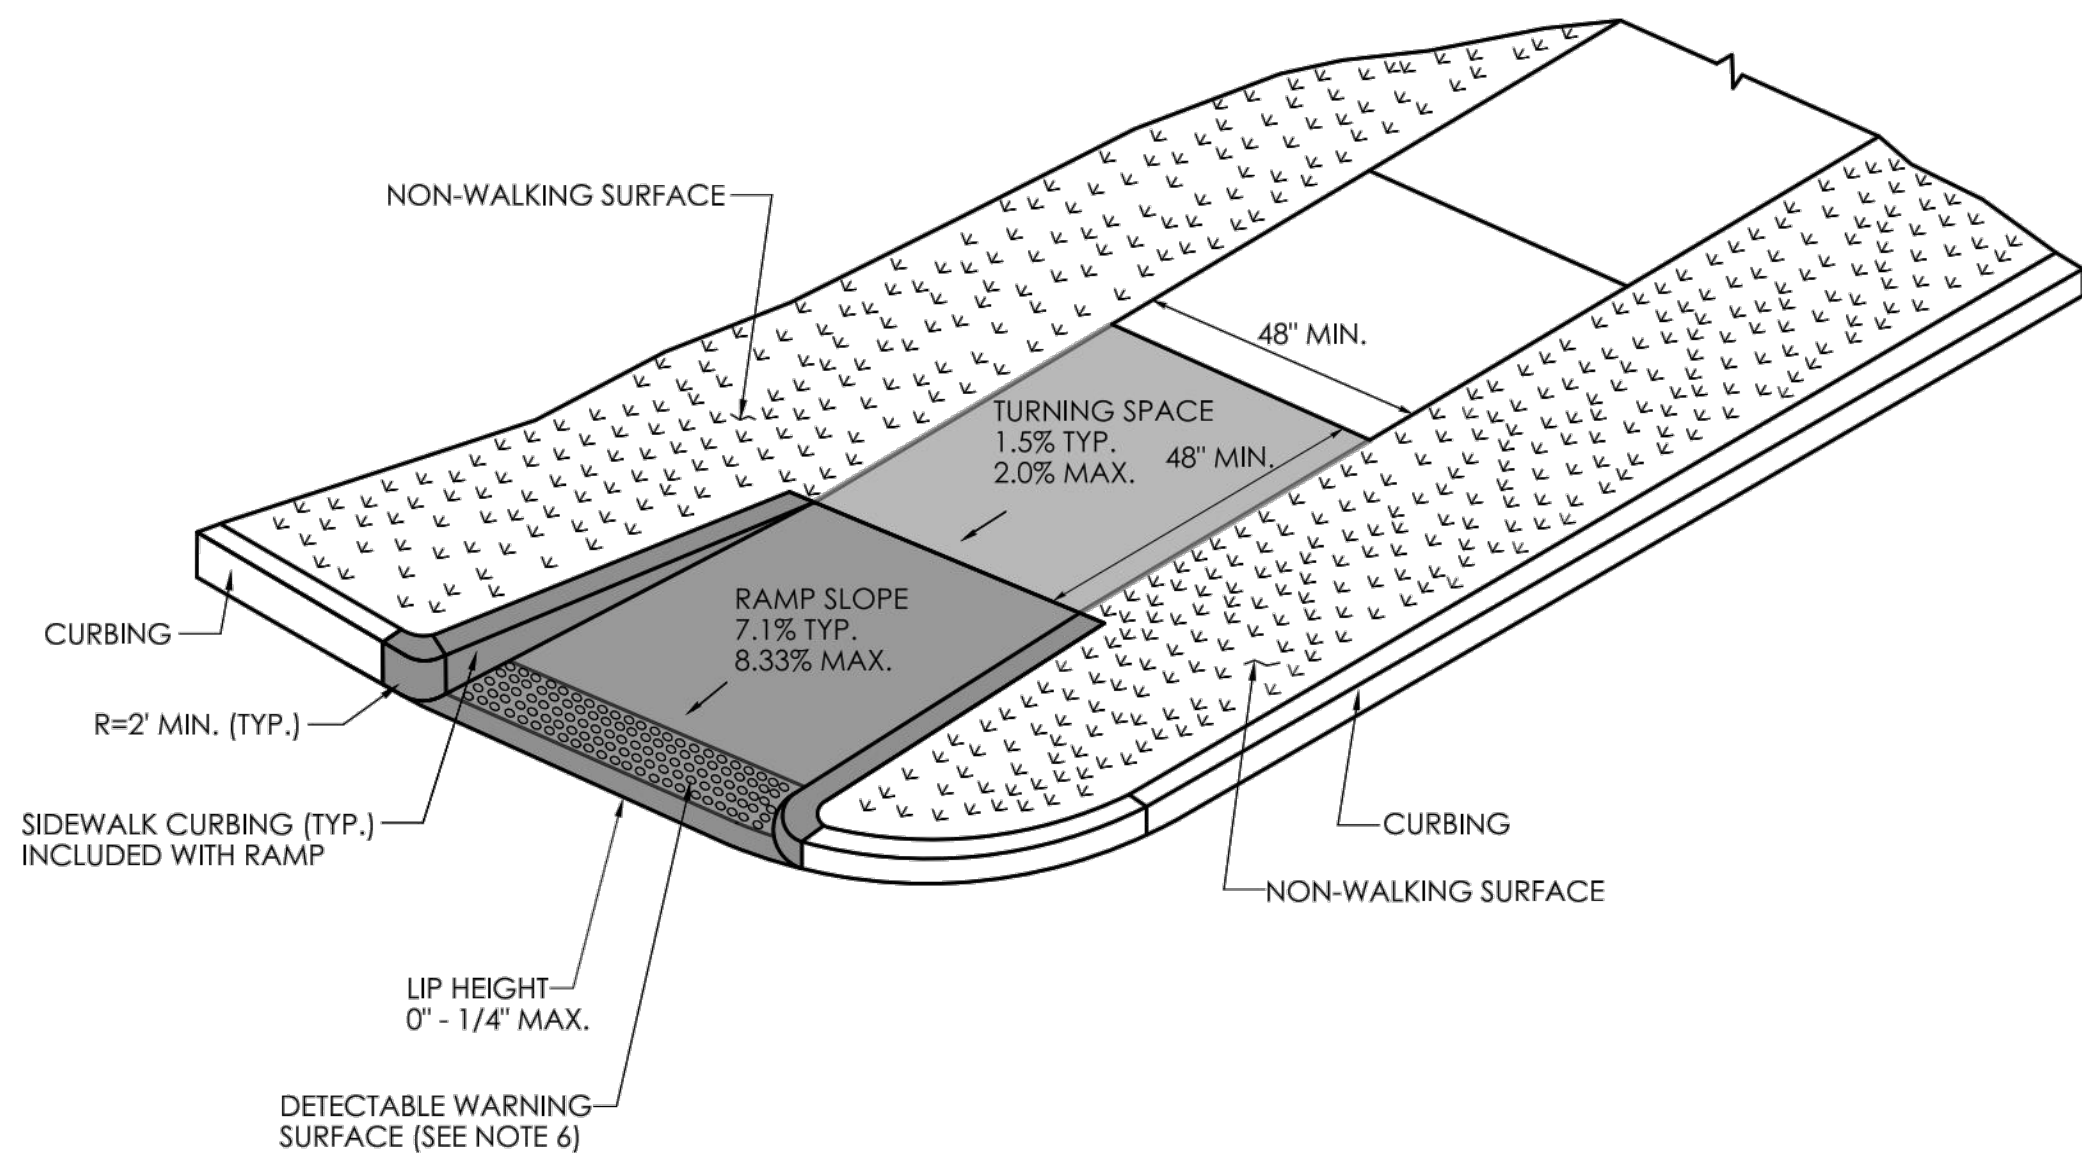 NON-WALKING SURFACE
48" MIN.
TURNING SPACE
1.5% TYP.
2.0% MAX.
48" MIN.
RAMP SLOPE
7.1% TYP.
8.33% MAX.
CURBING
R=2' MIN. (TYP.)
SIDEWALK CURBING (TYP.)
INCLUDED WITH RAMP
CURBING
NON-WALKING SURFACE
LIP HEIGHT
0" - 1/4" MAX.
DETECTABLE WARNING
SURFACE (SEE NOTE 6)